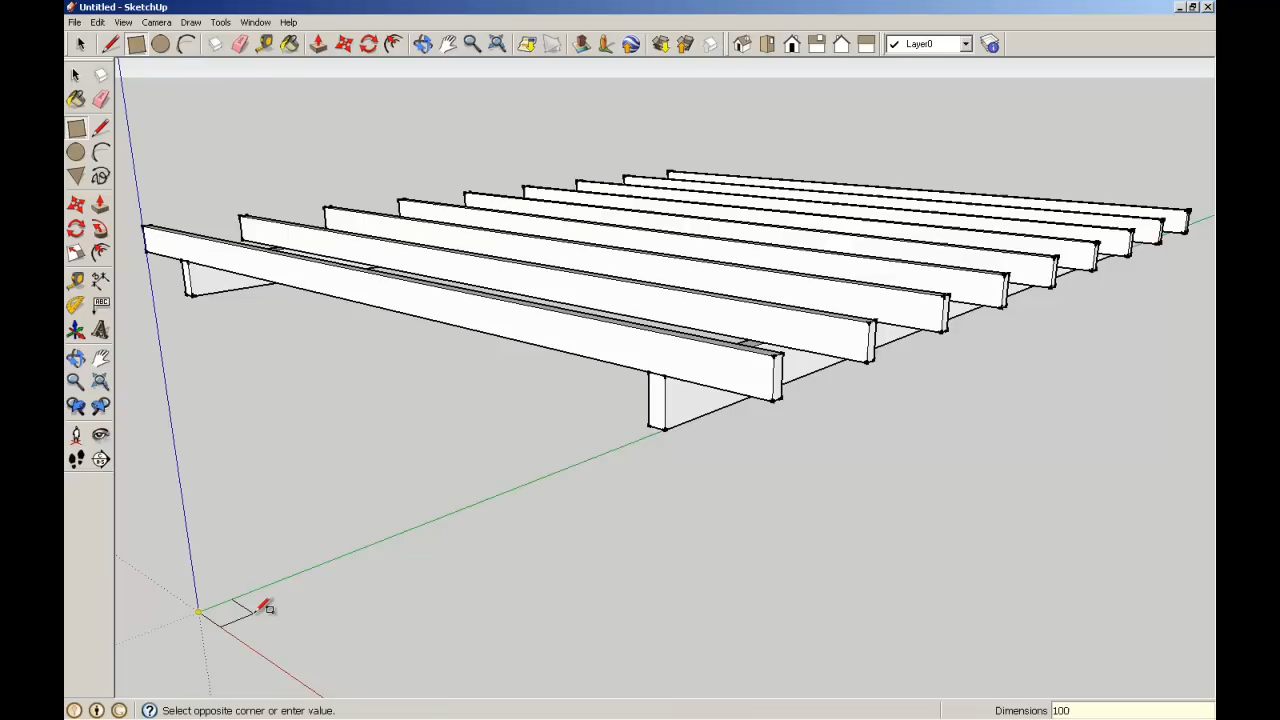 Untitled - SketchUp
File Edit View Camera Draw Tools Window Help
Layer0
ABC
Select opposite corner or enter value.
Dimensions 100